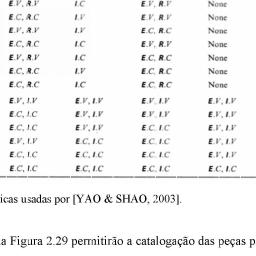 E.V, R.V I.C E.V, R.V None
E.C, R.C I.V E.V, R.V None
E.V, R.V I.V E.C, R.C None
E.C, R.C I.C E.V, R.V None
E.V, R.V I.C E.C, R.C None
E.C, R.C I.V E.C, R.C None
E.C, R.C I.C E.C, R.C None
E.V, I.V E.V, I.V E.V, I.V E.V, I.V
E.C, I.C E.V, I.V E.V, I.V E.V, I.V
E.C, I.C E.V, I.V E.C, I.C E.V, I.V
E.V, I.V E.C, I.C E.C, I.C E.V, I.V
E.C, I.C E.C, I.C E.C, I.C E.V, I.V
E.C, I.C E.C, I.C E.C, I.C E.C, I.C
icas usadas por [YAO & SHAO, 2003].
a Figura 2.29 permitirão a catalogação das peças p